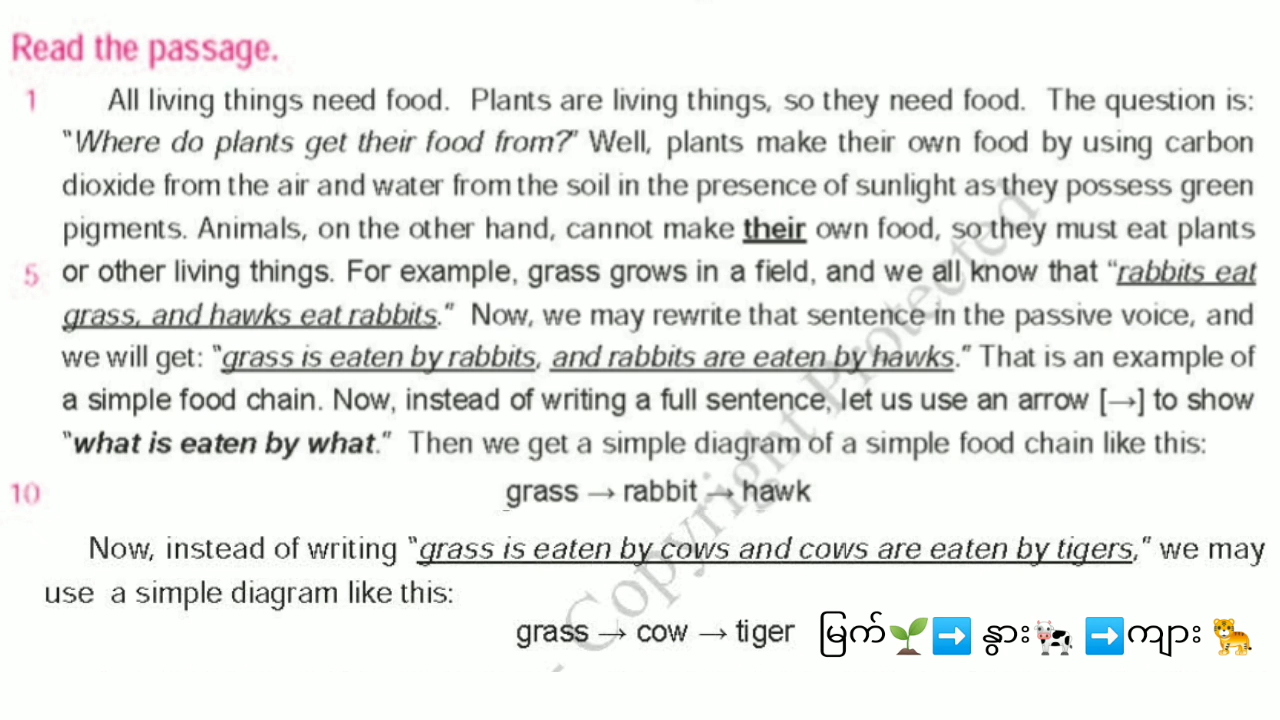 Read the passage.
1 All living things need food. Plants are living things, so they need food. The question is:
"Where do plants get their food from?" Well, plants make their own food by using carbon
dioxide from the air and water from the soil in the presence of sunlight as they possess green
pigments. Animals, on the other hand, cannot make their own food, so they must eat plants
5 or other living things. For example, grass grows in a field, and we all know that "rabbits eat
grass, and hawks eat rabbits." Now, we may rewrite that sentence in the passive voice, and
we will get: "grass is eaten by rabbits, and rabbits are eaten by hawks." That is an example of
a simple food chain. Now, instead of writing a full sentence, let us use an arrow [→] to show
"what is eaten by what." Then we get a simple diagram of a simple food chain like this:
10 grass → rabbit → hawk
Now, instead of writing "grass is eaten by cows and cows are eaten by tigers," we may
use a simple diagram like this:
grass → cow → tiger မြက်🌱➡️ နွား🐄 ➡️ကျား 🐅
Copyright Protected